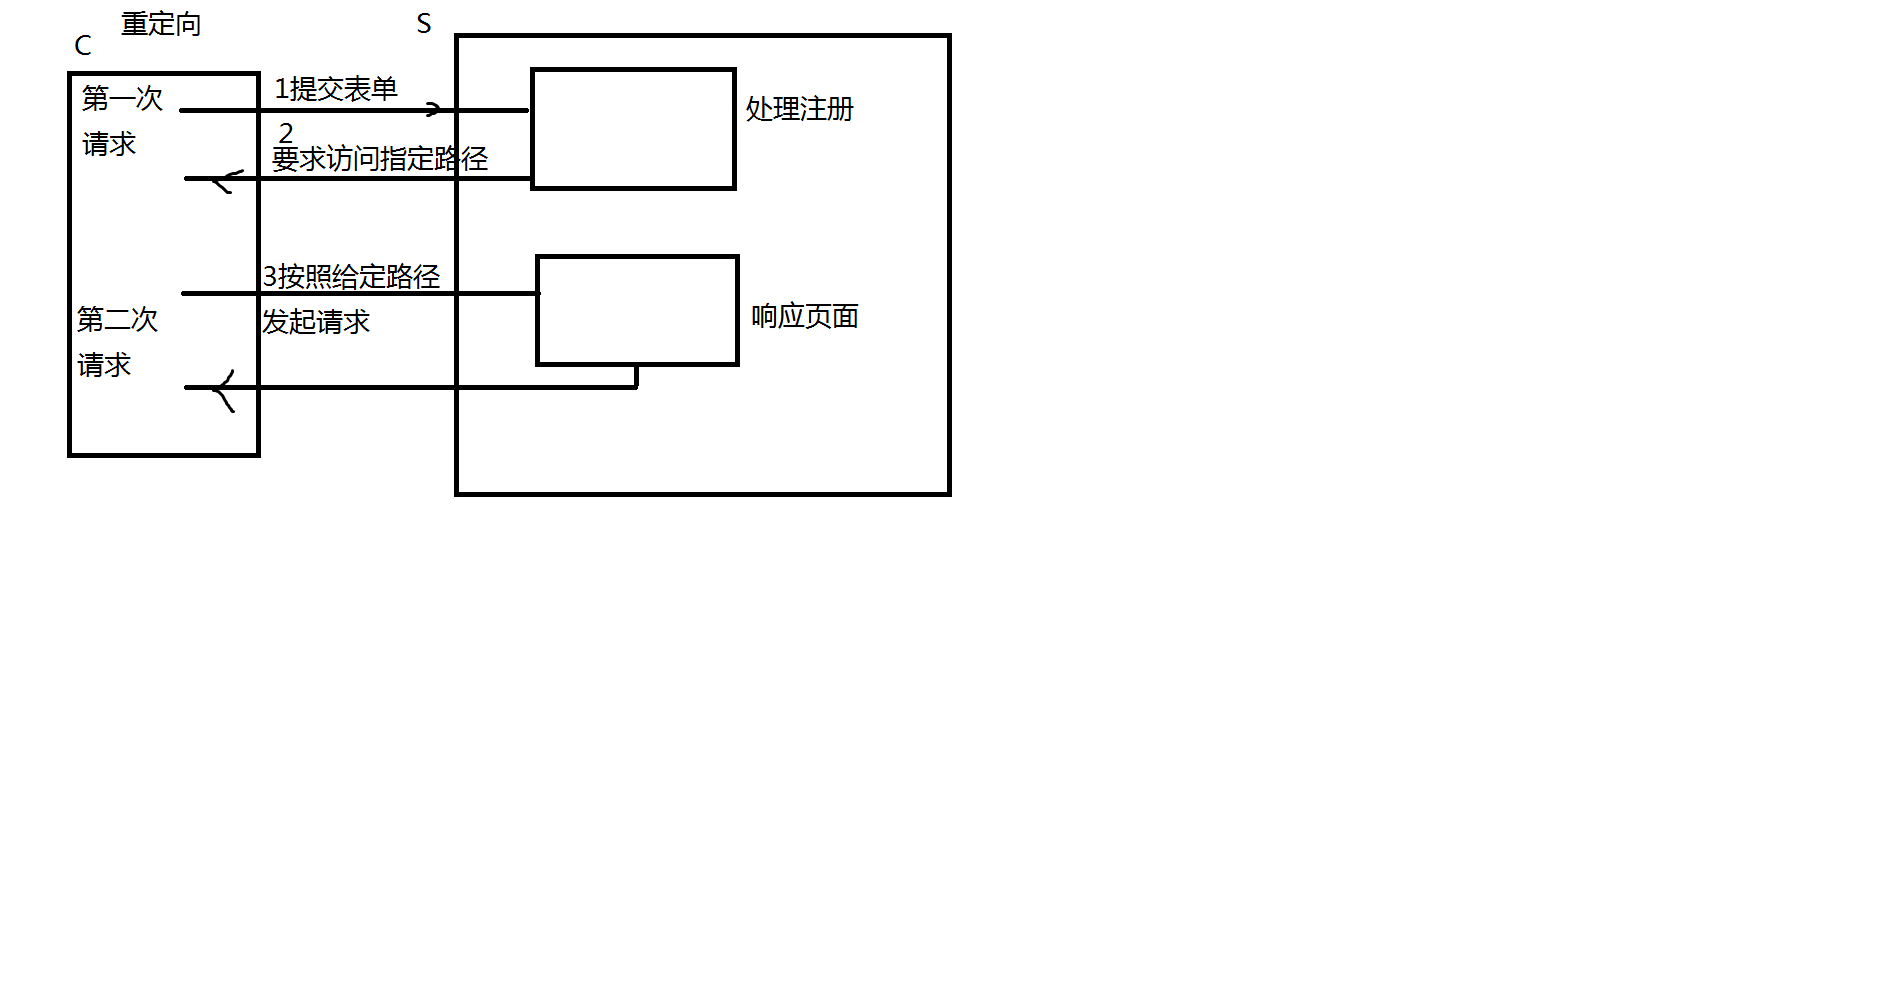 重定向
C
S
第一次
请求
1提交表单
2
要求访问指定路径
处理注册
3按照给定路径
发起请求
第二次
请求
响应页面